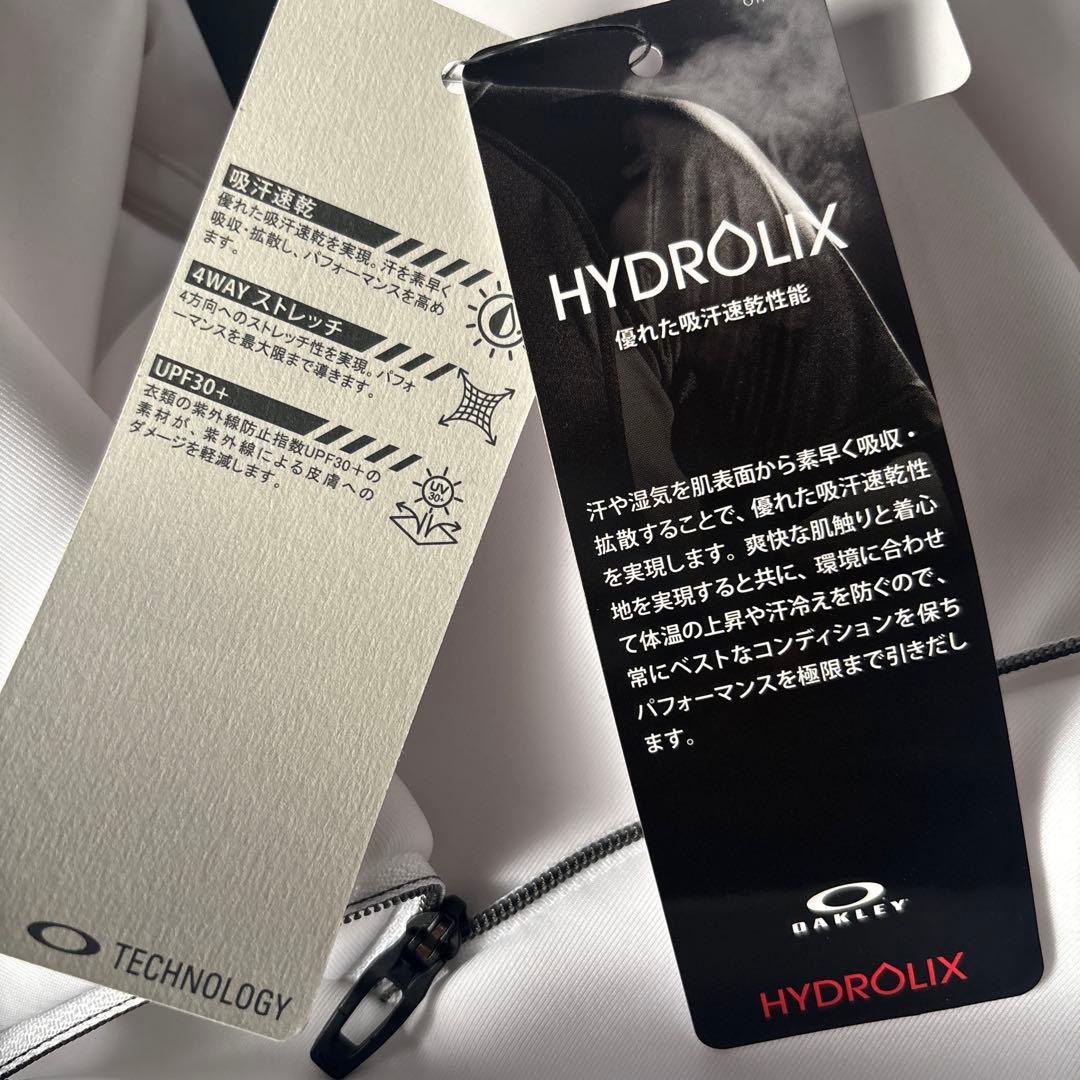 吸汗速乾
優れた吸汗速乾を実現。汗を素早く
吸収・拡散し、パフォーマンスを高め
ます。
4WAY ストレッチ
4方向へのストレッチ性を実現。パフォ
ーマンスを最大限まで導きます。
UPF30+
衣類の紫外線防止指数UPF30+の
素材が、紫外線による皮膚への
ダメージを軽減します。
UV
30+
TECHNOLOGY
HYDROLIX
優れた吸汗速乾性能
汗や湿気を肌表面から素早く吸収・
拡散することで、優れた吸汗速乾性
を実現します。爽快な肌触りと着心
地を実現すると共に、環境に合わせ
て体温の上昇や汗冷えを防ぐので、
常にベストなコンディションを保ち
パフォーマンスを極限まで引きだし
ます。
OAKLEY
HYDROLIX